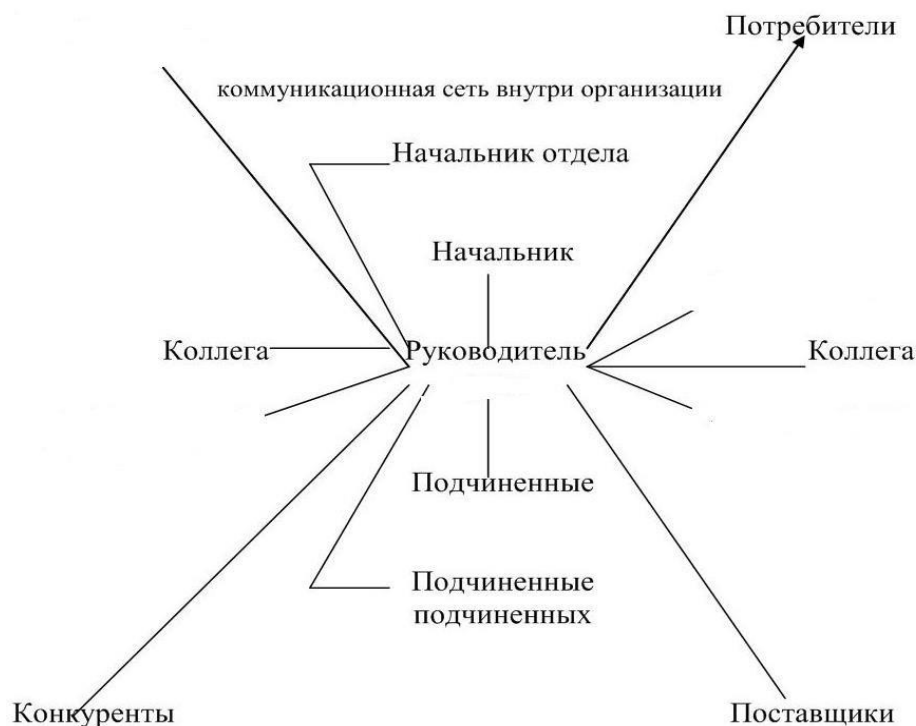 Потребители
коммуникационная сеть внутри организации
Начальник отдела
Начальник
Коллега
Руководитель
Коллега
Подчиненные
Подчиненные
подчиненных
Конкуренты
Поставщики